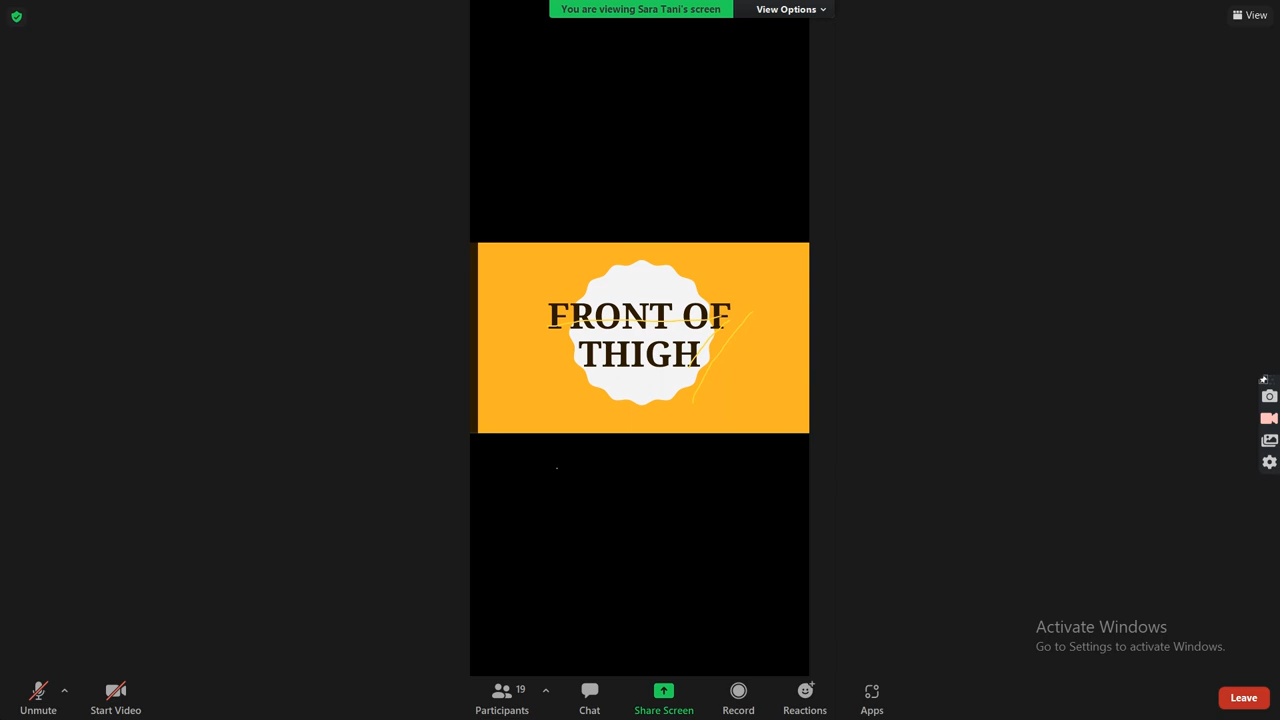 You are viewing Sara Tani's screen
View Options
View
FRONT OF
THIGH
Activate Windows
Go to Settings to activate Windows.
Unmute
Start Video
19
Participants
Chat
Share Screen
Record
Reactions
Apps
Leave